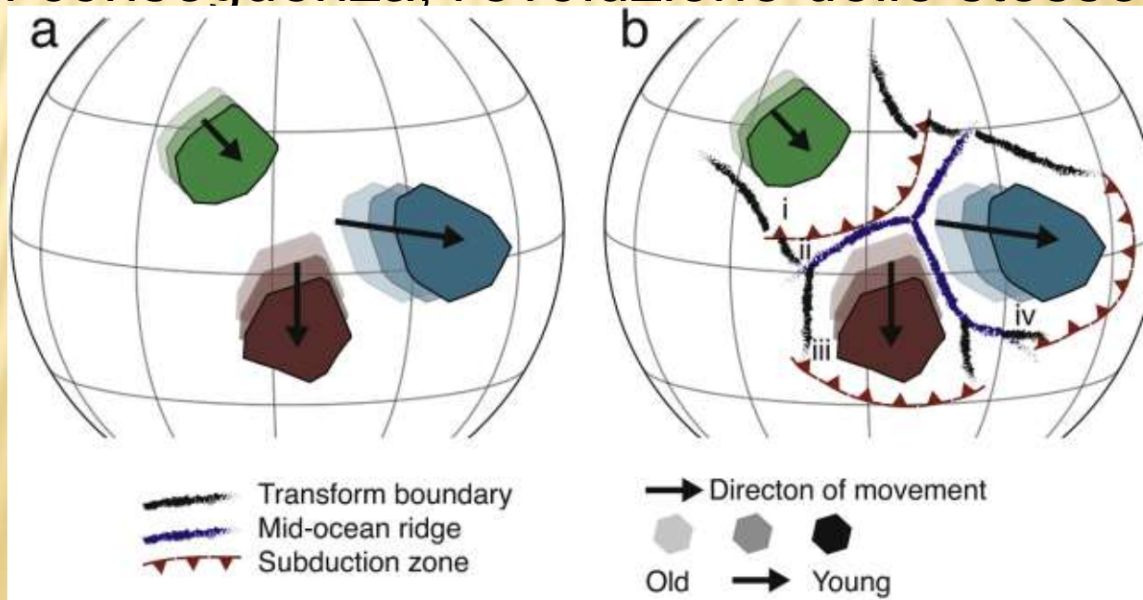 a
b
i
ii
iii
iv
Transform boundary
Mid-ocean ridge
Subduction zone
Directon of movement
Old
Young